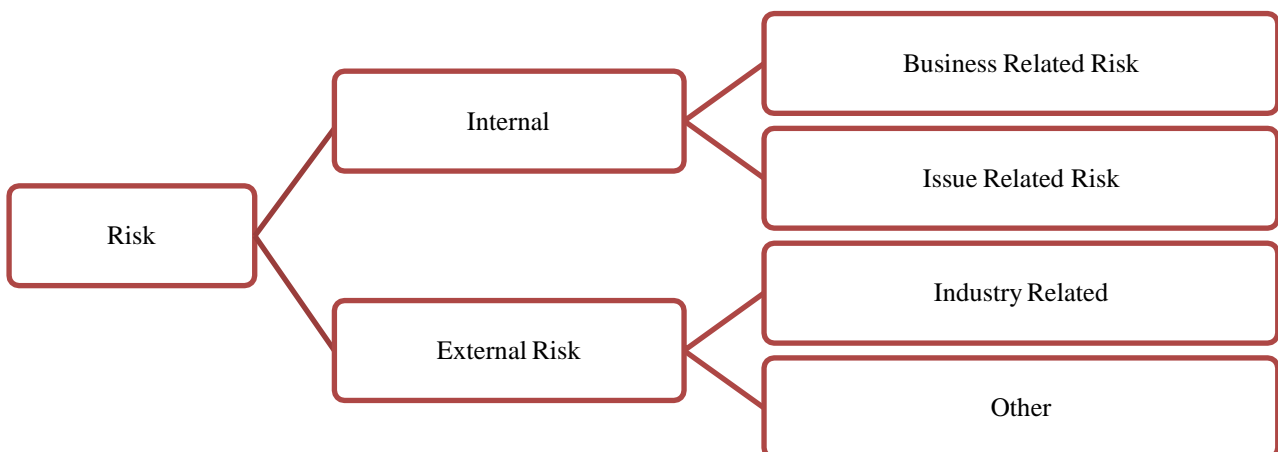 Risk
Internal
Business Related Risk
Issue Related Risk
External Risk
Industry Related
Other